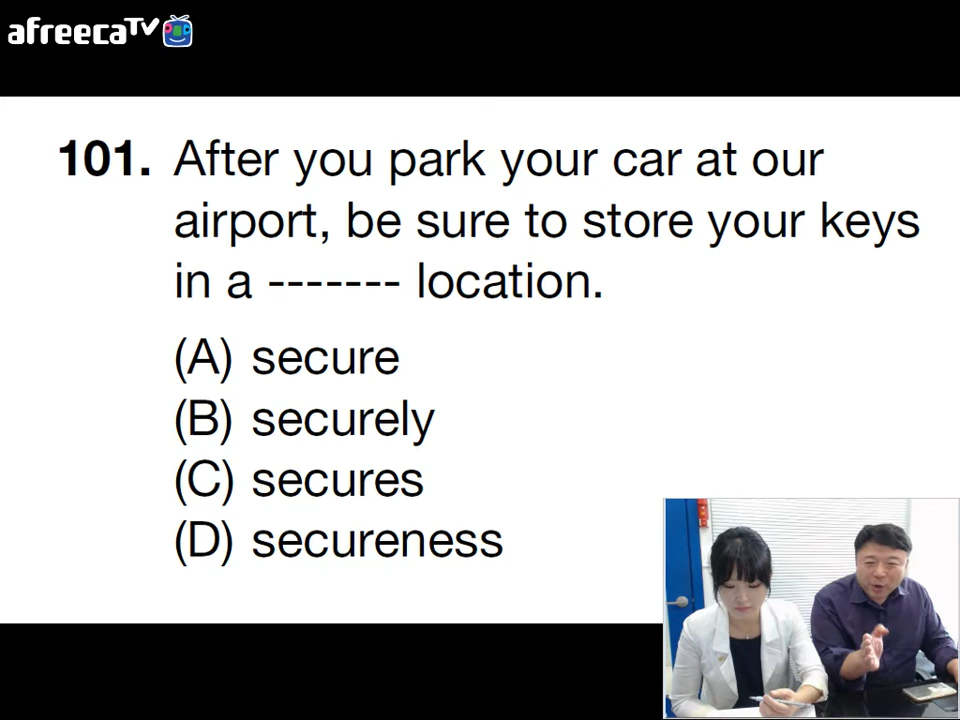 afreecaTV
101. After you park your car at our
airport, be sure to store your keys
in a ------- location.
(A) secure
(B) securely
(C) secures
(D) secureness